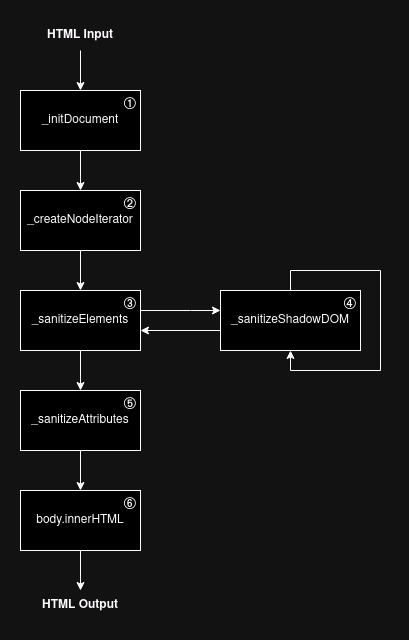 HTML Input
①
_initDocument
②
_createNodeIterator
③
_sanitizeElements
④
_sanitizeShadowDOM
⑤
_sanitizeAttributes
⑥
body.innerHTML
HTML Output